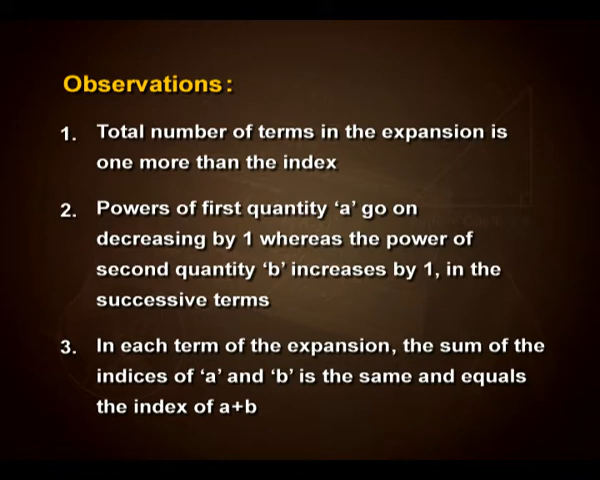 Observations :
1. Total number of terms in the expansion is
one more than the index
2. Powers of first quantity ‘a’ go on
decreasing by 1 whereas the power of
second quantity ‘b’ increases by 1, in the
successive terms
3. In each term of the expansion, the sum of the
indices of ‘a’ and ‘b’ is the same and equals
the index of a+b